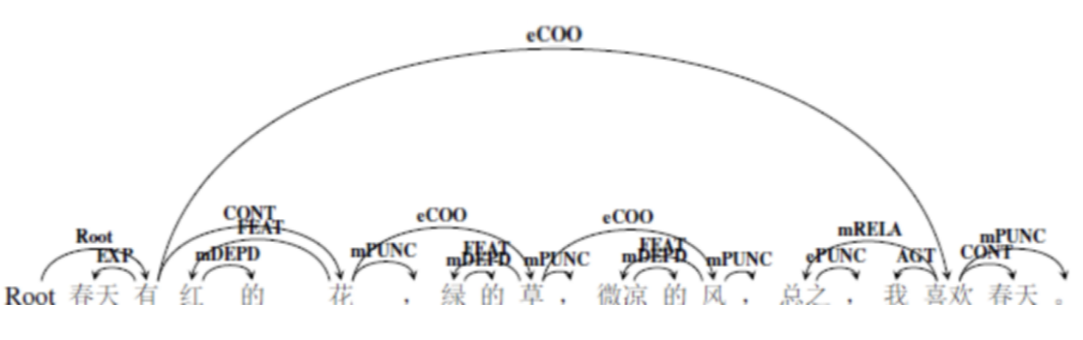 eCOO
CONT eCOO eCOO
Root FEAT mRELA mPUNC
EXP mDEPD mPUNC FEAT mDEPD mPUNC FEAT mDEPD mPUNC ePUNC AGT CONT
Root 春天 有 红 的 花 , 绿 的 草 , 微凉 的 风 , 总之 , 我 喜欢 春天 。